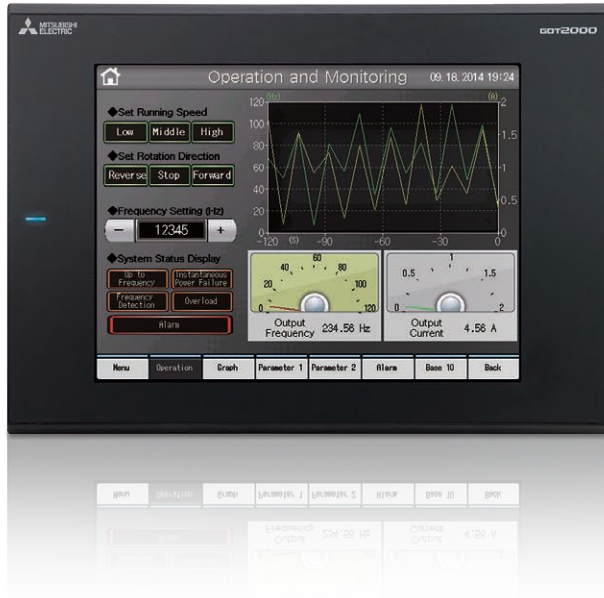 MITSUBISHI
ELECTRIC
GOT2000
Operation and Monitoring 09. 18. 2014 19:24
◆Set Running Speed
Low Middle High
◆Set Rotation Direction
Reverse Stop Forward
◆Frequency Setting (Hz)
− 12345 +
◆System Status Display
Up to
Frequency
Instantaneous
Power Failure
Frequency
Detection
Overload
Alarm
(Hz) (A)
120
100
80
60
40
20
0
2
1.5
1
0.5
0
-120 (S) -90 -60 -30 0
0 20 40 60 80 100 120
Output
Frequency 234.56 Hz
0 0.5 1 1.5 2
Output
Current 4.56 A
Menu Operation Graph Parameter 1 Parameter 2 Alarm Base 10 Back